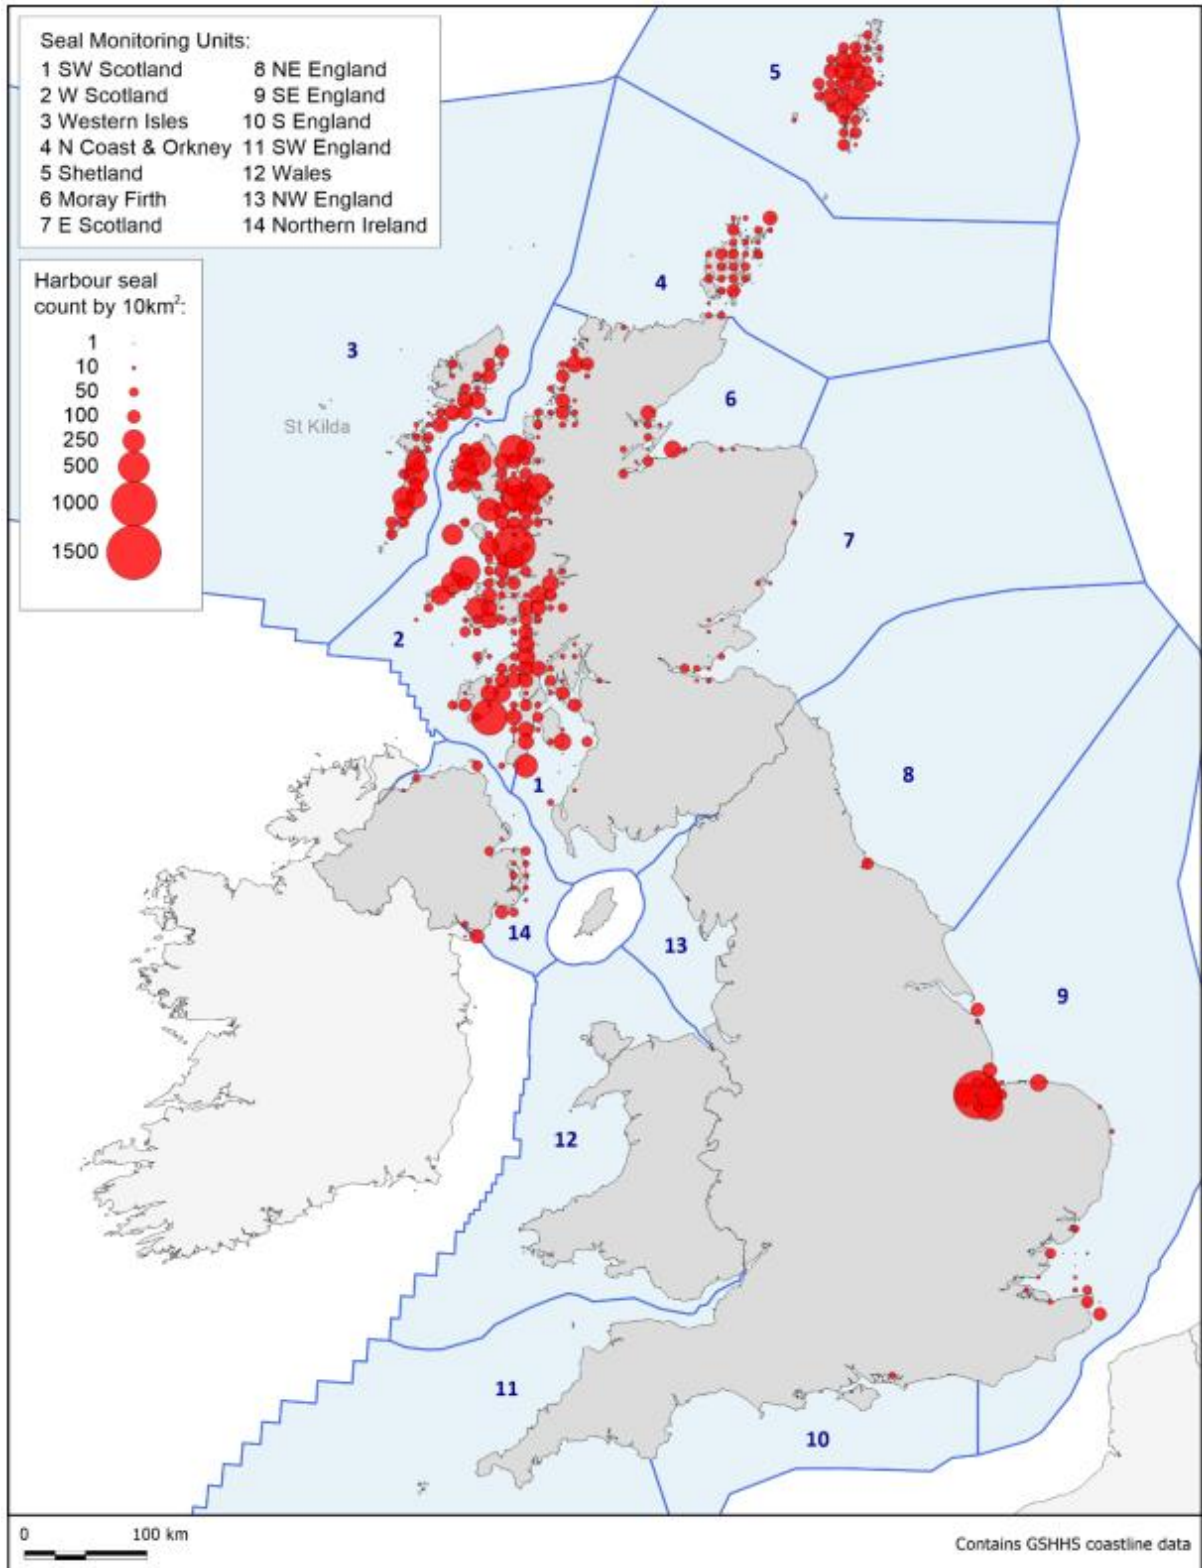 Seal Monitoring Units:
1 SW Scotland 8 NE England
2 W Scotland 9 SE England
3 Western Isles 10 S England
4 N Coast & Orkney 11 SW England
5 Shetland 12 Wales
6 Moray Firth 13 NW England
7 E Scotland 14 Northern Ireland
Harbour seal
count by 10km²:
1
10
50
100
250
500
1000
1500
5
4
3
St Kilda
6
7
2
8
1
14
13
9
12
11
10
0 100 km
Contains GSHHS coastline data